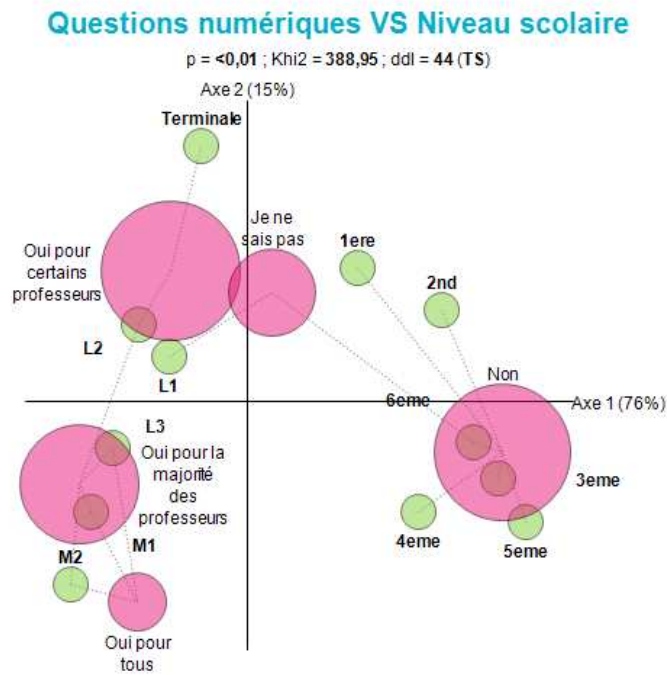 Questions numériques VS Niveau scolaire
p = <0,01 ; Khi2 = 388,95 ; ddl = 44 (TS)
Axe 2 (15%)
Terminale
Je ne
sais pas
1ere
Oui pour
certains
professeurs
2nd
L2
L1
Non
6eme
Axe 1 (76%)
L3
Oui pour la
majorité
des
professeurs
3eme
4eme
5eme
M2
M1
Oui pour
tous